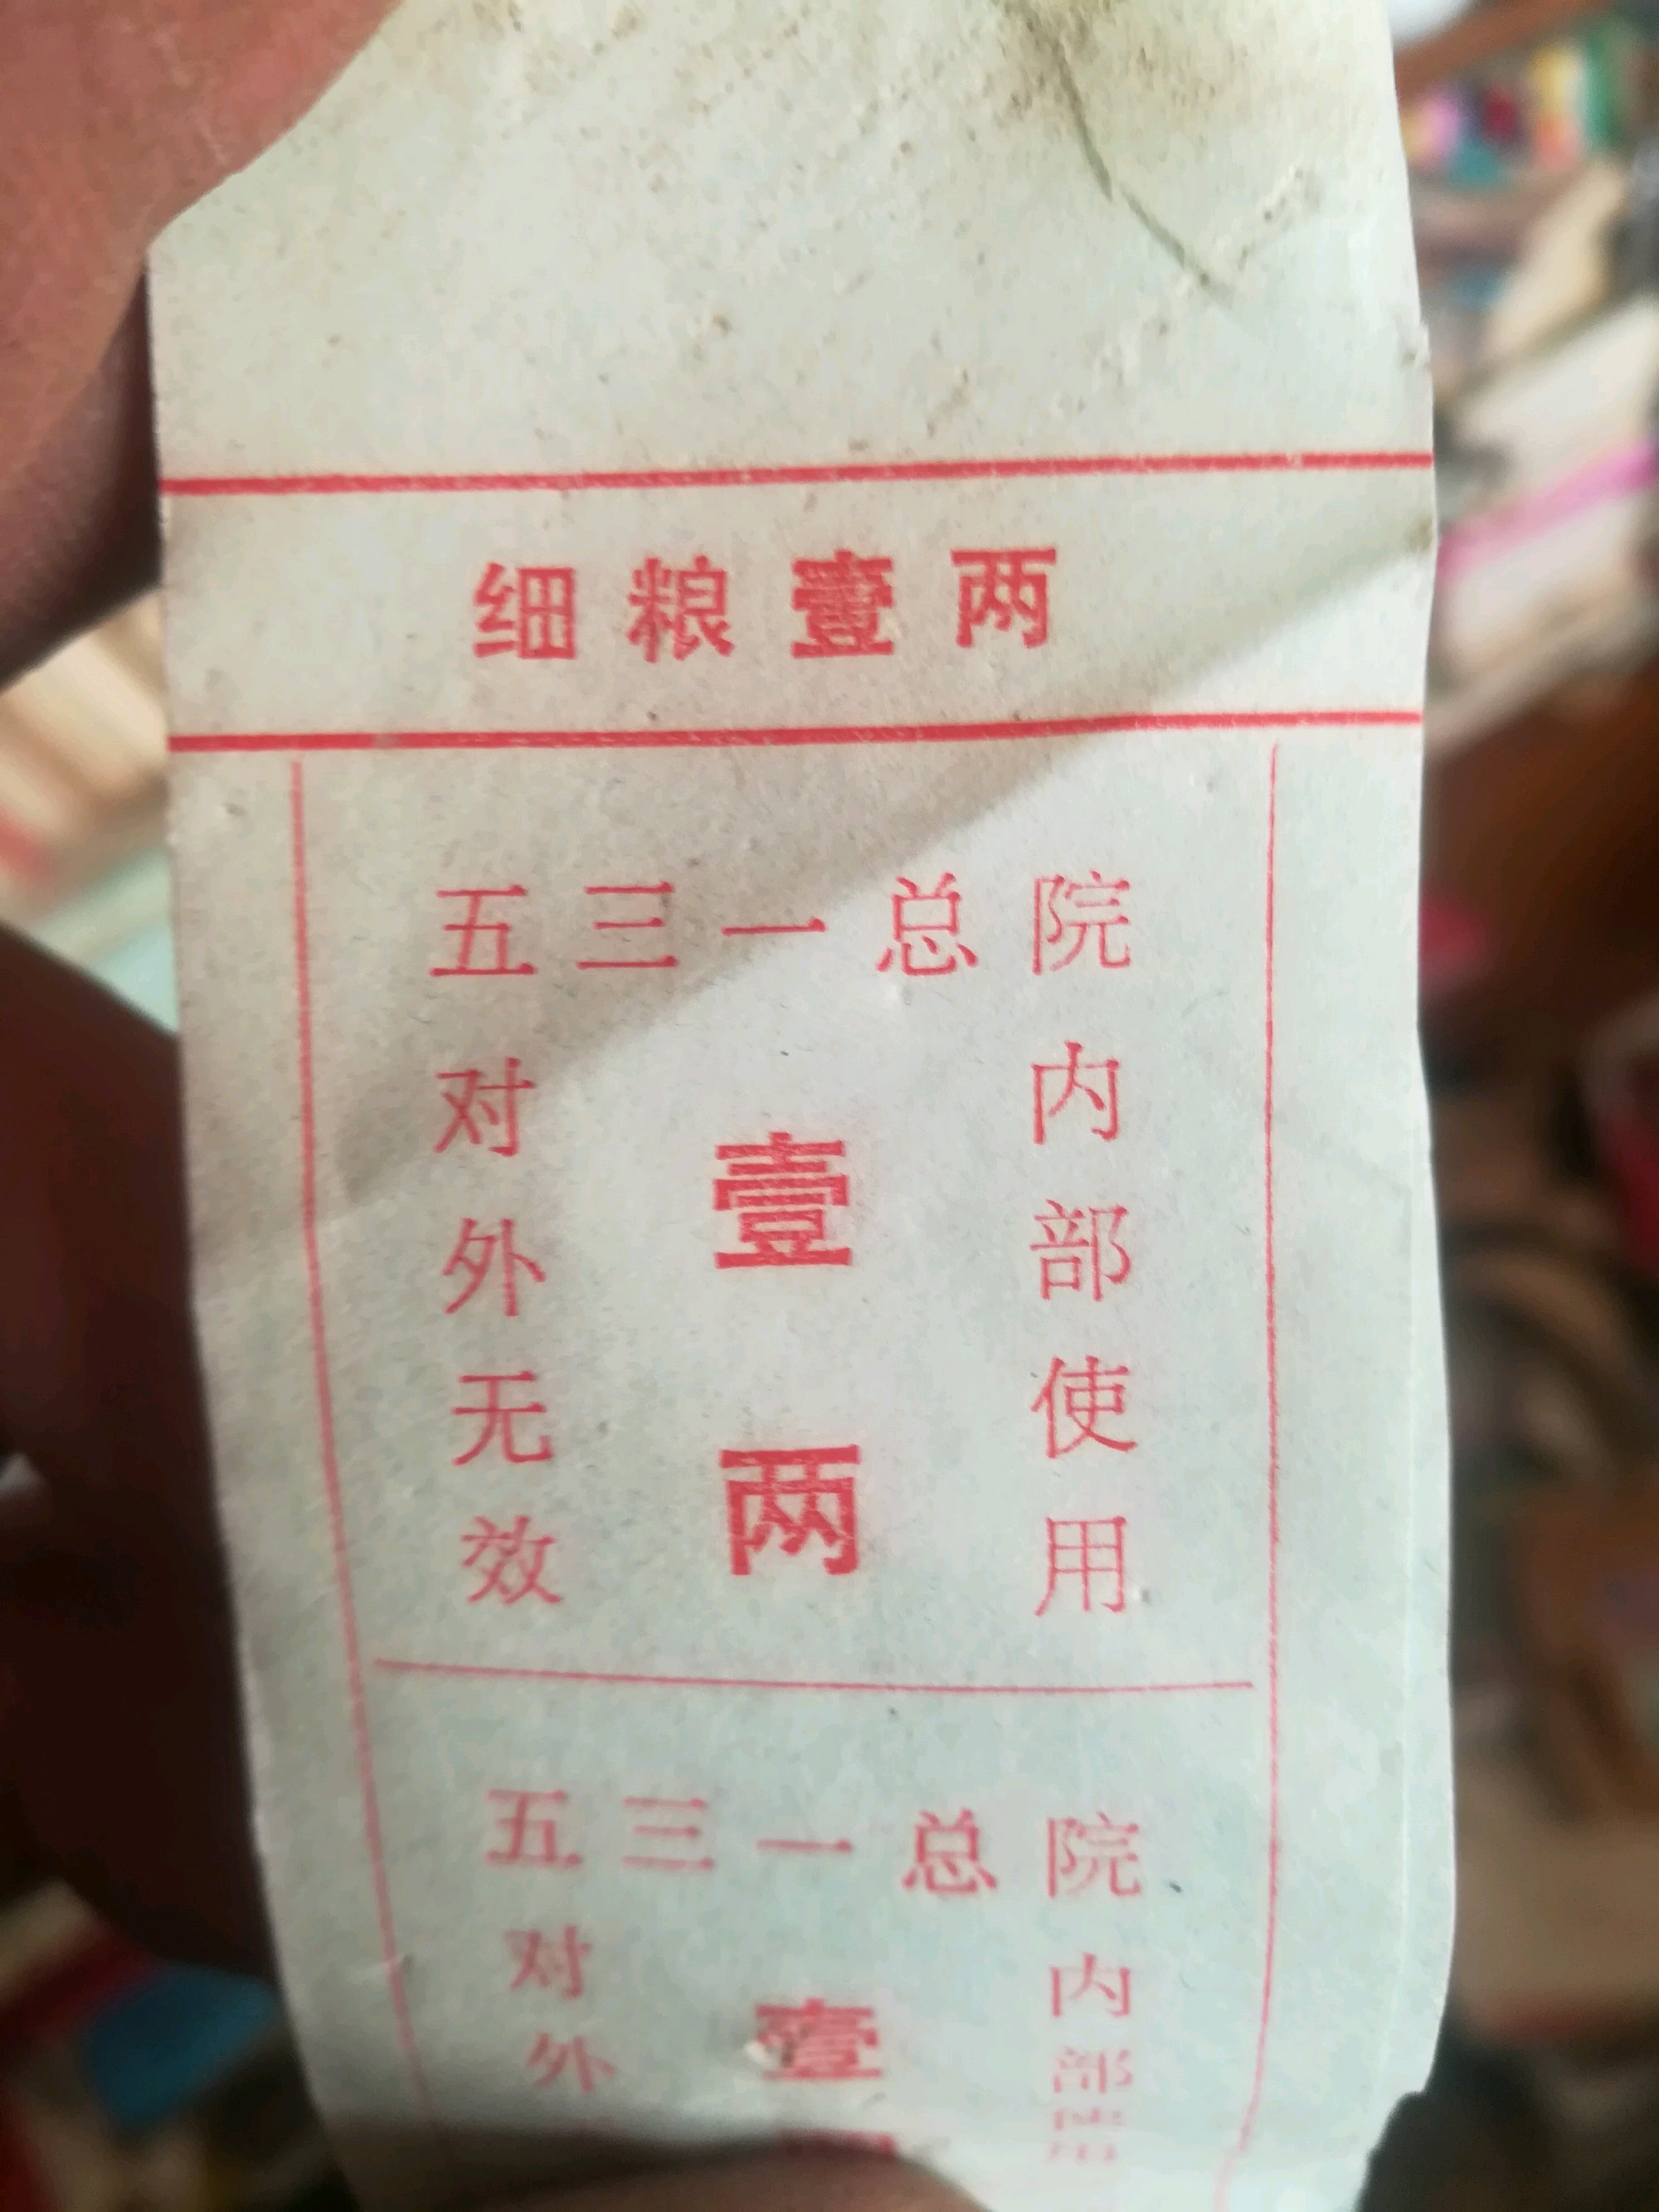 细粮壹两
五三一总院
内部使用
壹两
对外无效
五三一总院
内部
壹
对外